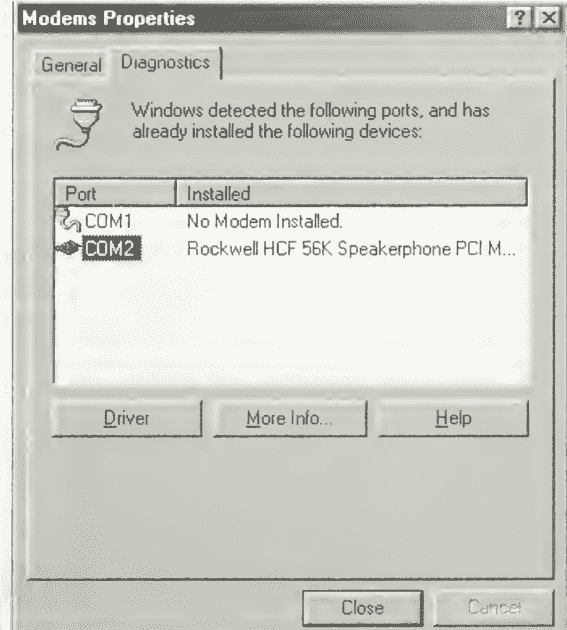 Modems Properties
General Diagnostics
Windows detected the following ports, and has
already installed the following devices:
Port Installed
COM1 No Modem Installed.
COM2 Rockwell HCF 56K Speakerphone PCI M...
Driver More Info... Help
Close Cancel